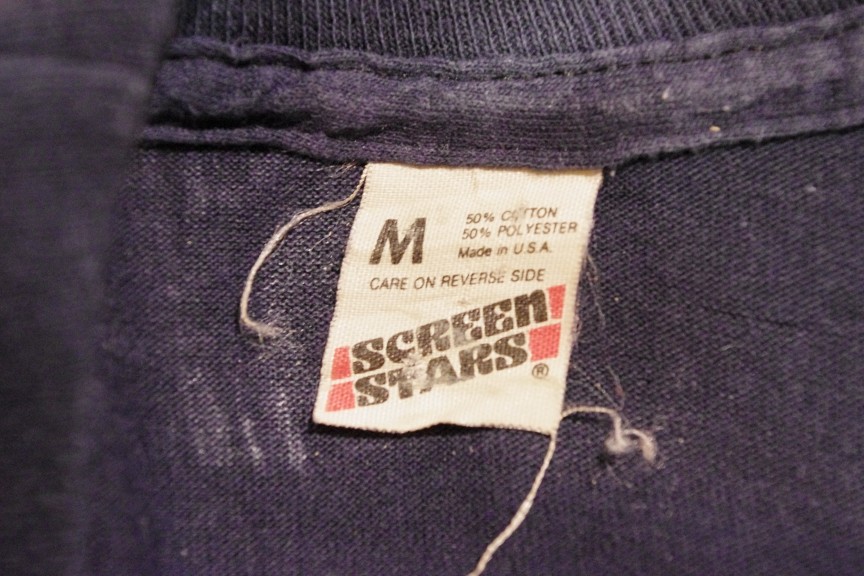 M
50% COTTON
50% POLYESTER
Made in U.S.A.
CARE ON REVERSE SIDE
SCREEN
STARS
®